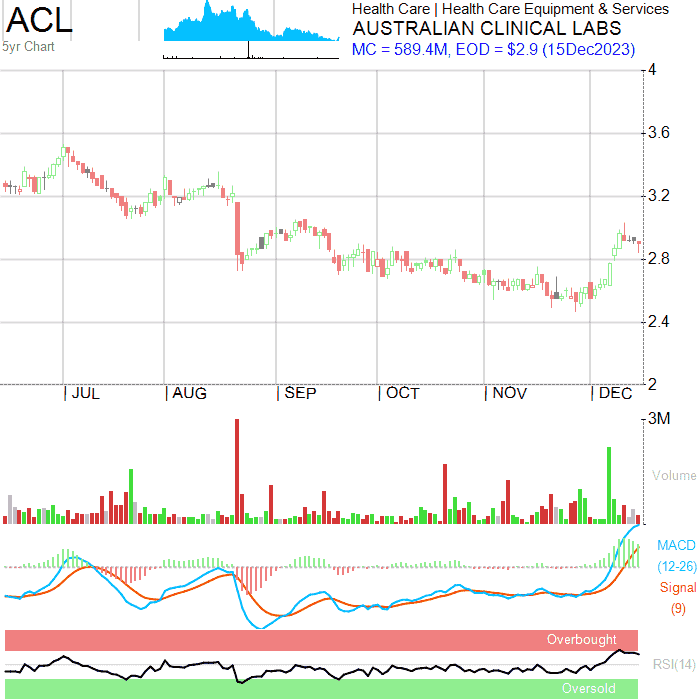 ACL
5yr Chart
Health Care | Health Care Equipment & Services
AUSTRALIAN CLINICAL LABS
MC = 589.4M, EOD = $2.9 (15Dec2023)
4
3.6
3.2
2.8
2.4
2
JUL AUG SEP OCT NOV DEC
3M
Volume
MACD
(12-26)
Signal
(9)
Overbought
RSI(14)
Oversold